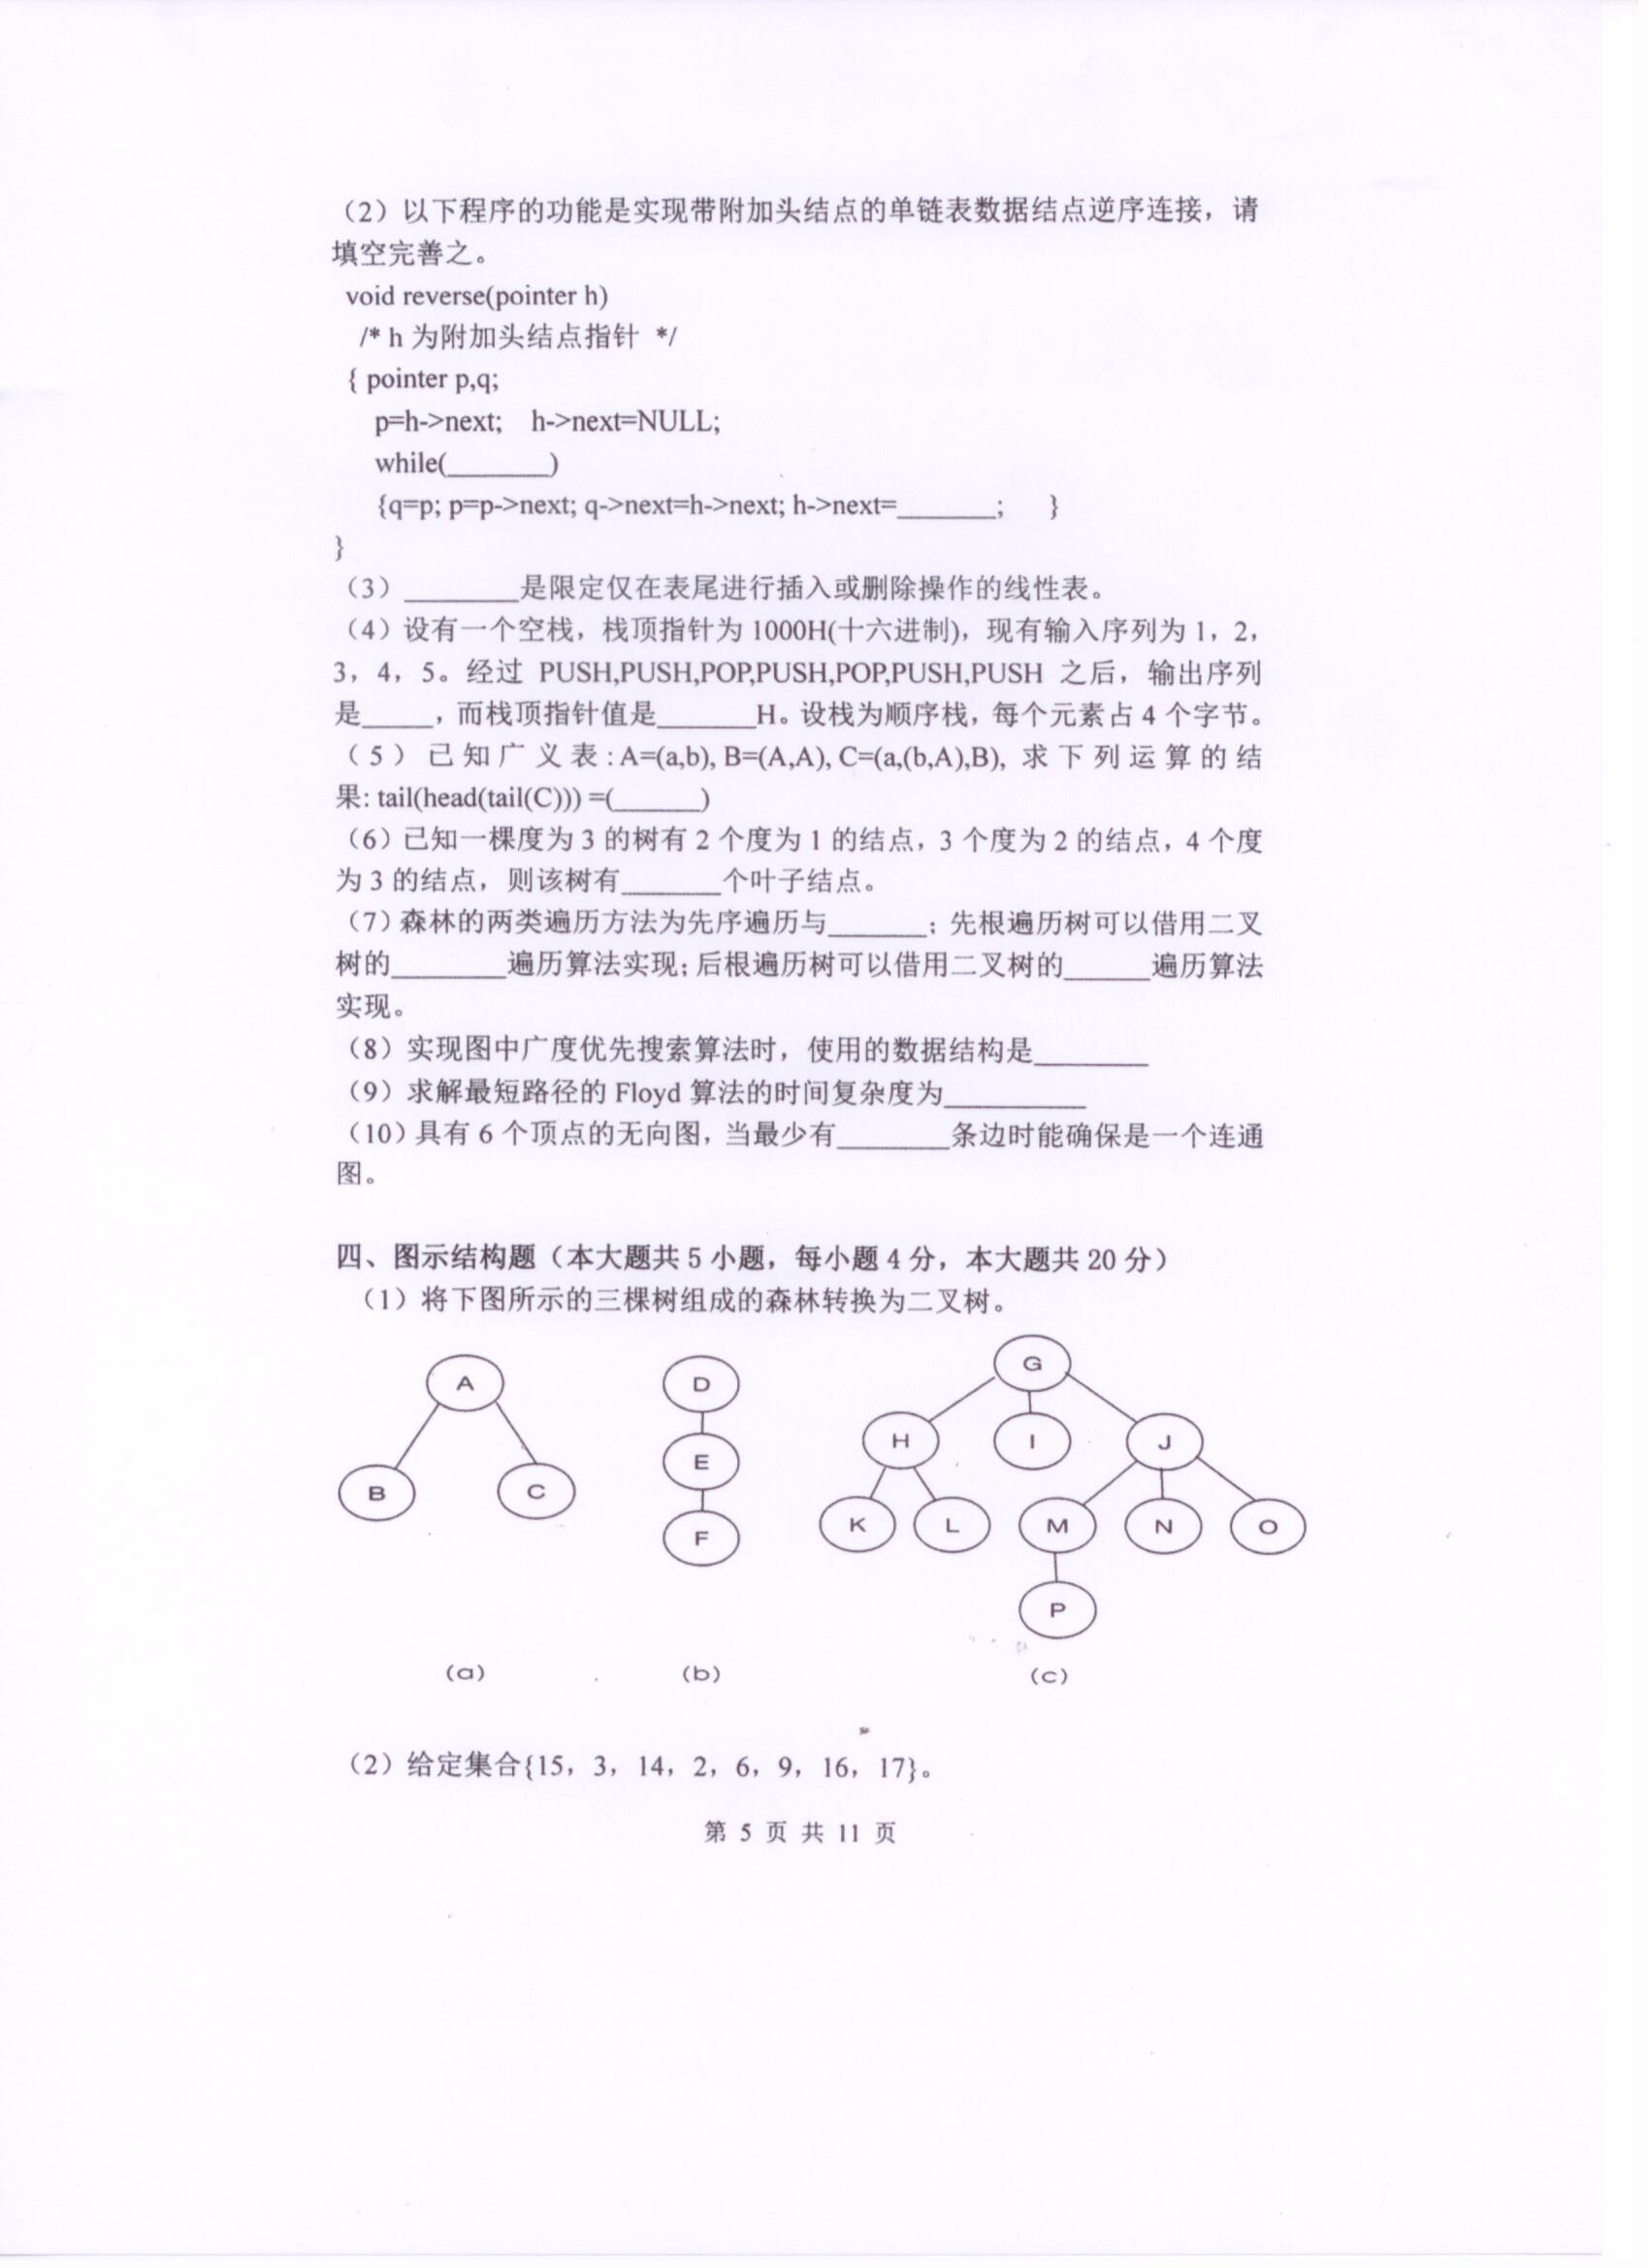 （2）以下程序的功能是实现带附加头结点的单链表数据结点逆序连接，请
填空完善之。
void reverse(pointer h)
/* h 为附加头结点指针 */
{ pointer p,q;
p=h->next; h->next=NULL;
while(________)
{q=p; p=p->next; q->next=h->next; h->next=________; }
}
（3）________是限定仅在表尾进行插入或删除操作的线性表。
（4）设有一个空栈，栈顶指针为 1000H(十六进制)，现有输入序列为 1，2，
3，4，5。经过 PUSH,PUSH,POP,PUSH,POP,PUSH,PUSH 之后，输出序列
是_____，而栈顶指针值是_______H。设栈为顺序栈，每个元素占 4 个字节。
（5）已知广义表:A=(a,b), B=(A,A), C=(a,(b,A),B), 求下列运算的结
果: tail(head(tail(C))) =(______)
（6）已知一棵度为 3 的树有 2 个度为 1 的结点，3 个度为 2 的结点，4 个度
为 3 的结点，则该树有_______个叶子结点。
（7）森林的两类遍历方法为先序遍历与_______；先根遍历树可以借用二叉
树的________遍历算法实现；后根遍历树可以借用二叉树的______遍历算法
实现。
（8）实现图中广度优先搜索算法时，使用的数据结构是________
（9）求解最短路径的 Floyd 算法的时间复杂度为__________
（10）具有 6 个顶点的无向图，当最少有________条边时能确保是一个连通
图。
四、图示结构题（本大题共 5 小题，每小题 4 分，本大题共 20 分）
（1）将下图所示的三棵树组成的森林转换为二叉树。
A D G
B C E H I J
F K L M N O
P
(a) (b) (c)
（2）给定集合{15，3，14，2，6，9，16，17}。
第 5 页 共 11 页